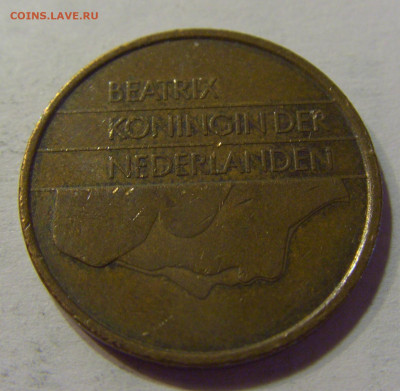 COINS.LAVE.RU
BEATRIX
KONINGIN DER
NEDERLANDEN